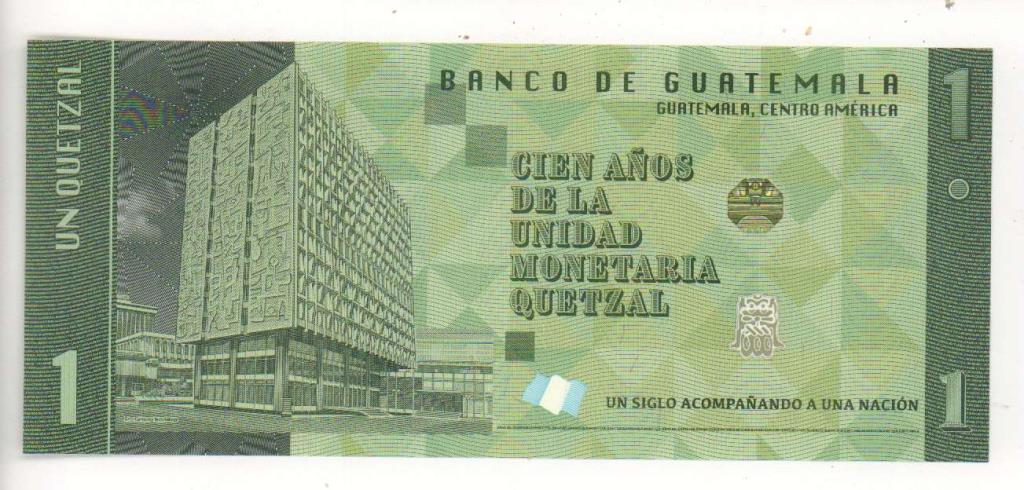 UN QUETZAL
1
BANCO DE GUATEMALA
GUATEMALA, CENTRO AMÉRICA
CIEN AÑOS
DE LA
UNIDAD
MONETARIA
QUETZAL
UN SIGLO ACOMPAÑANDO A UNA NACIÓN
1
1